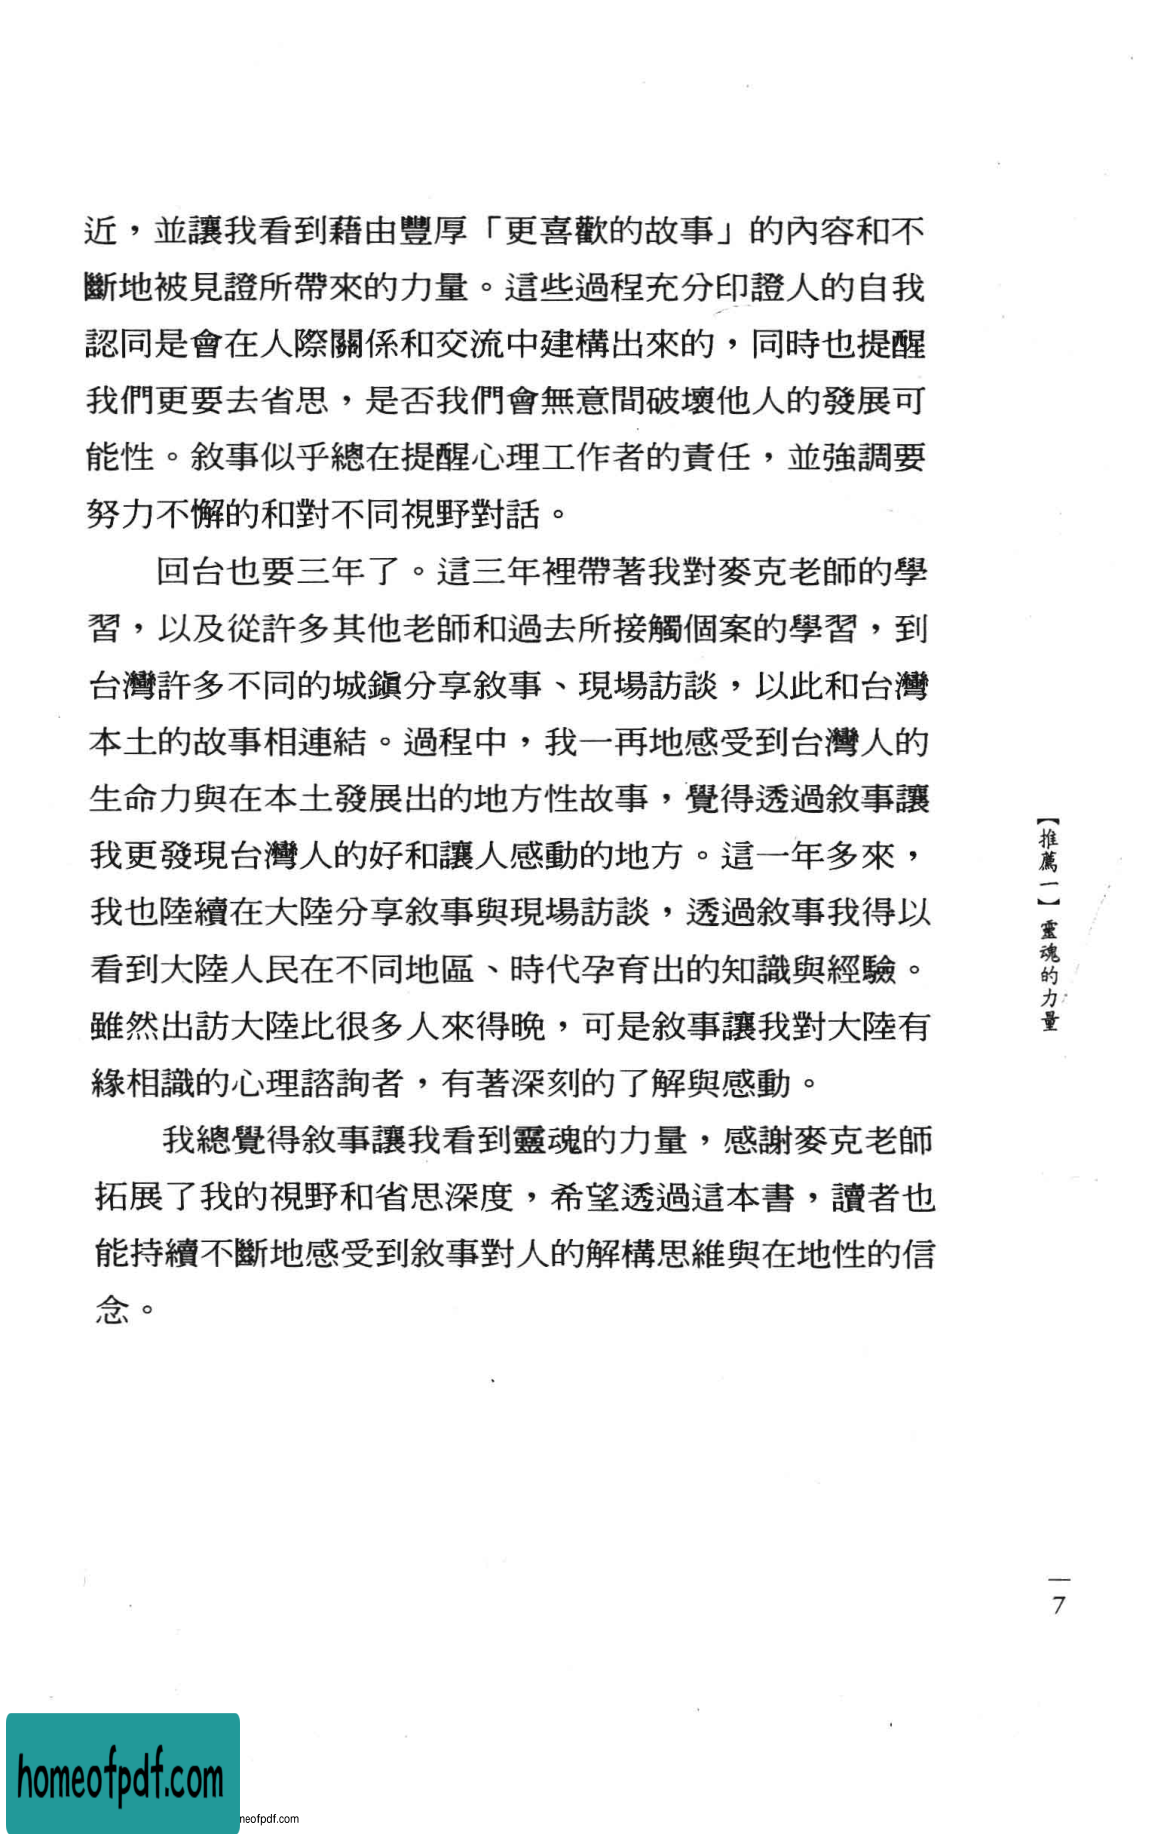 近，並讓我看到藉由豐厚「更喜歡的故事」的內容和不
斷地被見證所帶來的力量。這些過程充分印證人的自我
認同是會在人際關係和交流中建構出來的，同時也提醒
我們更要去省思，是否我們會無意間破壞他人的發展可
能性。敘事似乎總在提醒心理工作者的責任，並強調要
努力不懈的和對不同視野對話。
回台也要三年了。這三年裡帶著我對麥克老師的學
習，以及從許多其他老師和過去所接觸個案的學習，到
台灣許多不同的城鎮分享敘事、現場訪談，以此和台灣
本土的故事相連結。過程中，我一再地感受到台灣人的
生命力與在本土發展出的地方性故事，覺得透過敘事讓
我更發現台灣人的好和讓人感動的地方。這一年多來，
我也陸續在大陸分享敘事與現場訪談，透過敘事我得以
看到大陸人民在不同地區、時代孕育出的知識與經驗。
雖然出訪大陸比很多人來得晚，可是敘事讓我對大陸有
緣相識的心理諮詢者，有著深刻的了解與感動。
我總覺得敘事讓我看到靈魂的力量，感謝麥克老師
拓展了我的視野和省思深度，希望透過這本書，讀者也
能持續不斷地感受到敘事對人的解構思維與在地性的信
念。
【推薦一】靈魂的力量
7
homeofpdf.com
neofpdf.com